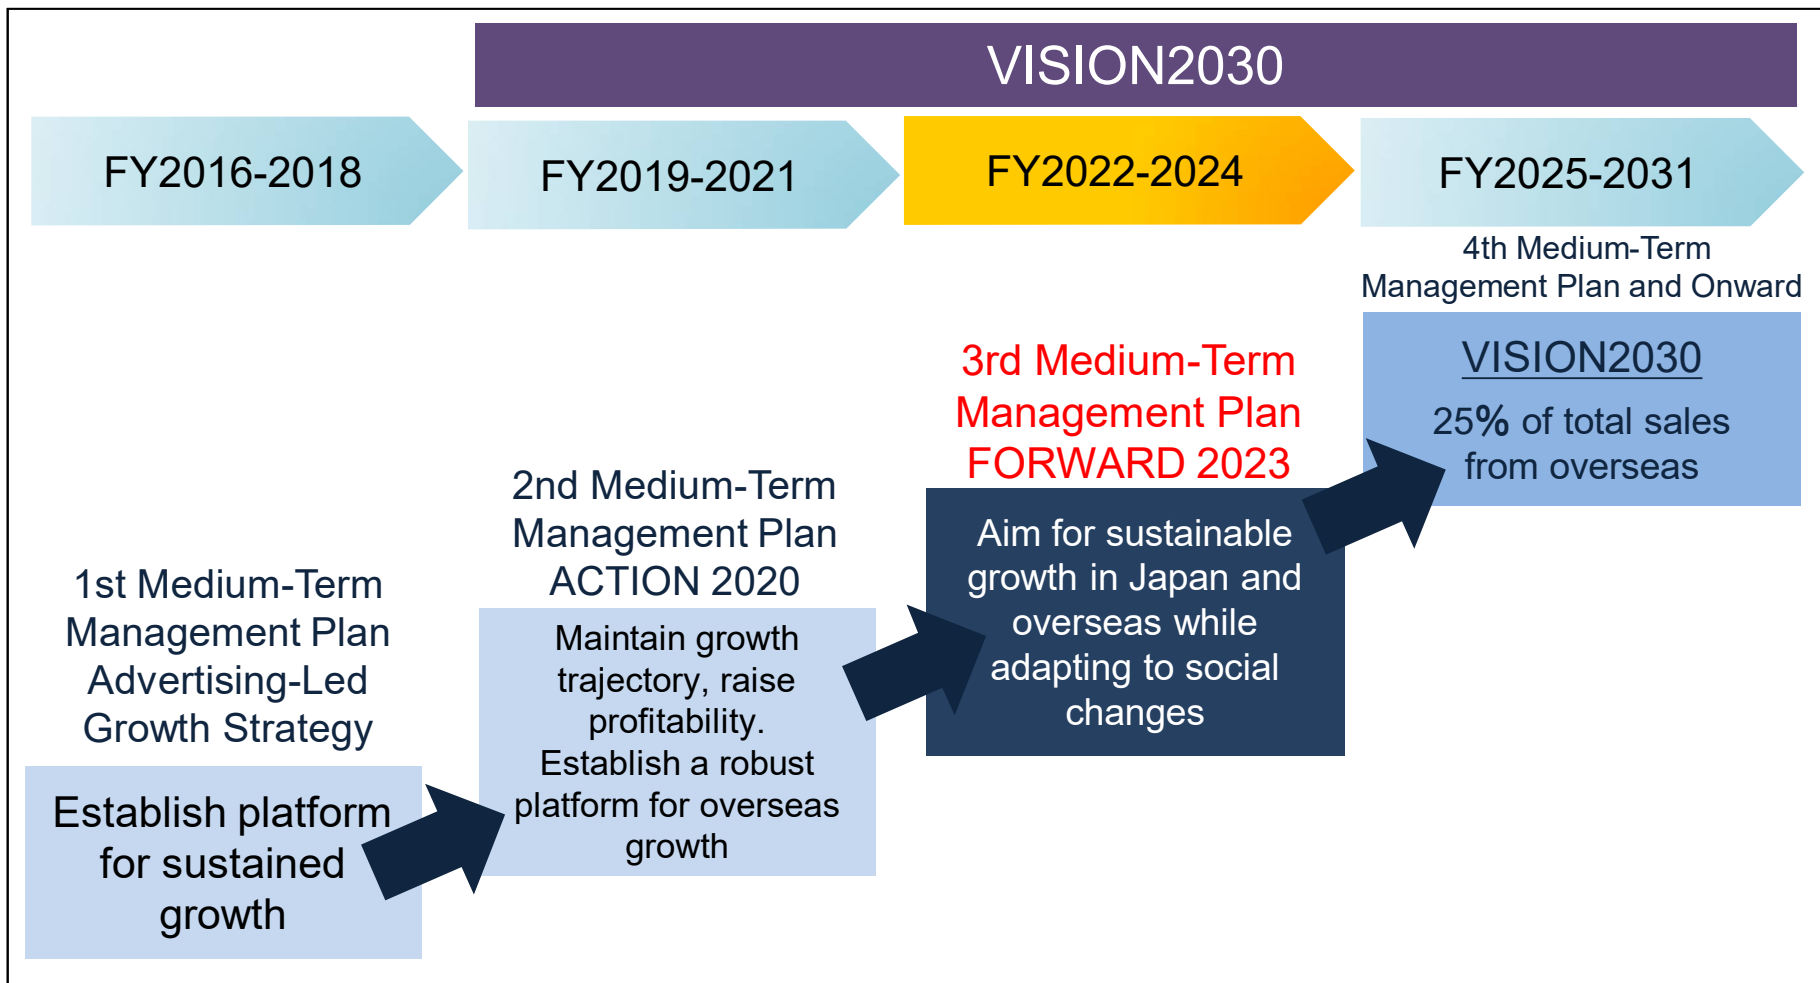 VISION2030
FY2016-2018
FY2019-2021
FY2022-2024
FY2025-2031
1st Medium-Term
Management Plan
Advertising-Led
Growth Strategy
Establish platform
for sustained
growth
2nd Medium-Term
Management Plan
ACTION 2020
Maintain growth
trajectory, raise
profitability.
Establish a robust
platform for overseas
growth
3rd Medium-Term
Management Plan
FORWARD 2023
Aim for sustainable
growth in Japan and
overseas while
adapting to social
changes
4th Medium-Term
Management Plan and Onward
VISION2030
25% of total sales
from overseas